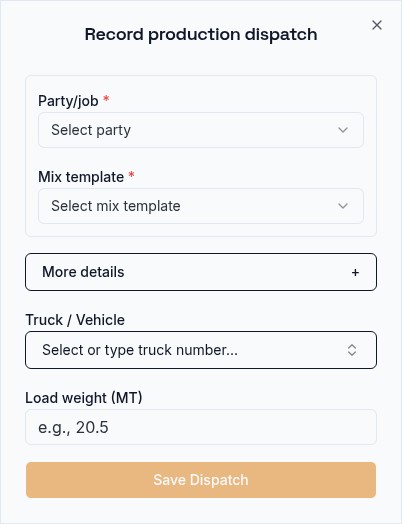 Record production dispatch
Party/job *
Select party
Mix template *
Select mix template
More details +
Truck / Vehicle
Select or type truck number...
Load weight (MT)
e.g., 20.5
Save Dispatch